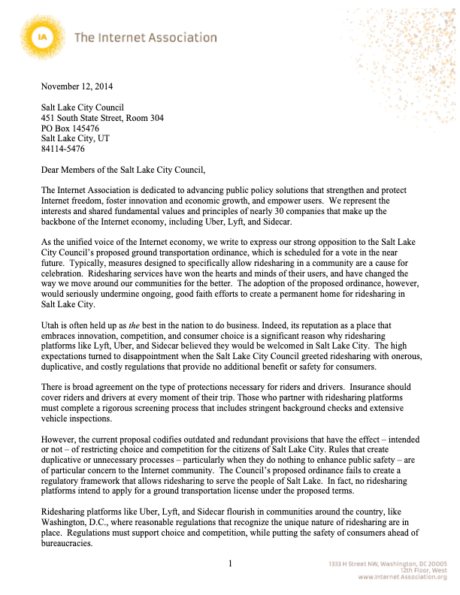 IA The Internet Association
November 12, 2014
Salt Lake City Council
451 South State Street, Room 304
PO Box 145476
Salt Lake City, UT
84114-5476
Dear Members of the Salt Lake City Council,
The Internet Association is dedicated to advancing public policy solutions that strengthen and protect
Internet freedom, foster innovation and economic growth, and empower users. We represent the
interests and shared fundamental values and principles of nearly 30 companies that make up the
backbone of the Internet economy, including Uber, Lyft, and Sidecar.
As the unified voice of the Internet economy, we write to express our strong opposition to the Salt Lake
City Council's proposed ground transportation ordinance, which is scheduled for a vote in the near
future. Typically, measures designed to specifically allow ridesharing in a community are a cause for
celebration. Ridesharing services have won the hearts and minds of their users, and have changed the
way we move around our communities for the better. The adoption of the proposed ordinance, however,
would seriously undermine ongoing, good faith efforts to create a permanent home for ridesharing in
Salt Lake City.
Utah is often held up as the best in the nation to do business. Indeed, its reputation as a place that
embraces innovation, competition, and consumer choice is a significant reason why ridesharing
platforms like Lyft, Uber, and Sidecar believed they would be welcomed in Salt Lake City. The high
expectations turned to disappointment when the Salt Lake City Council greeted ridesharing with onerous,
duplicative, and costly regulations that provide no additional benefit or safety for consumers.
There is broad agreement on the type of protections necessary for riders and drivers. Insurance should
cover riders and drivers at every moment of their trip. Those who partner with ridesharing platforms
must complete a rigorous screening process that includes stringent background checks and extensive
vehicle inspections.
However, the current proposal codifies outdated and redundant provisions that have the effect – intended
or not – of restricting choice and competition for the citizens of Salt Lake City. Rules that create
duplicative or unnecessary processes – particularly when they do nothing to enhance public safety – are
of particular concern to the Internet community. The Council's proposed ordinance fails to create a
regulatory framework that allows ridesharing to serve the people of Salt Lake. In fact, no ridesharing
platforms intend to apply for a ground transportation license under the proposed terms.
Ridesharing platforms like Uber, Lyft, and Sidecar flourish in communities around the country, like
Washington, D.C., where reasonable regulations that recognize the unique nature of ridesharing are in
place. Regulations must support choice and competition, while putting the safety of consumers ahead of
bureaucracies.
1
1333 H Street NW, Washington, DC 20005
12th Floor, West
www.internetAssociation.org